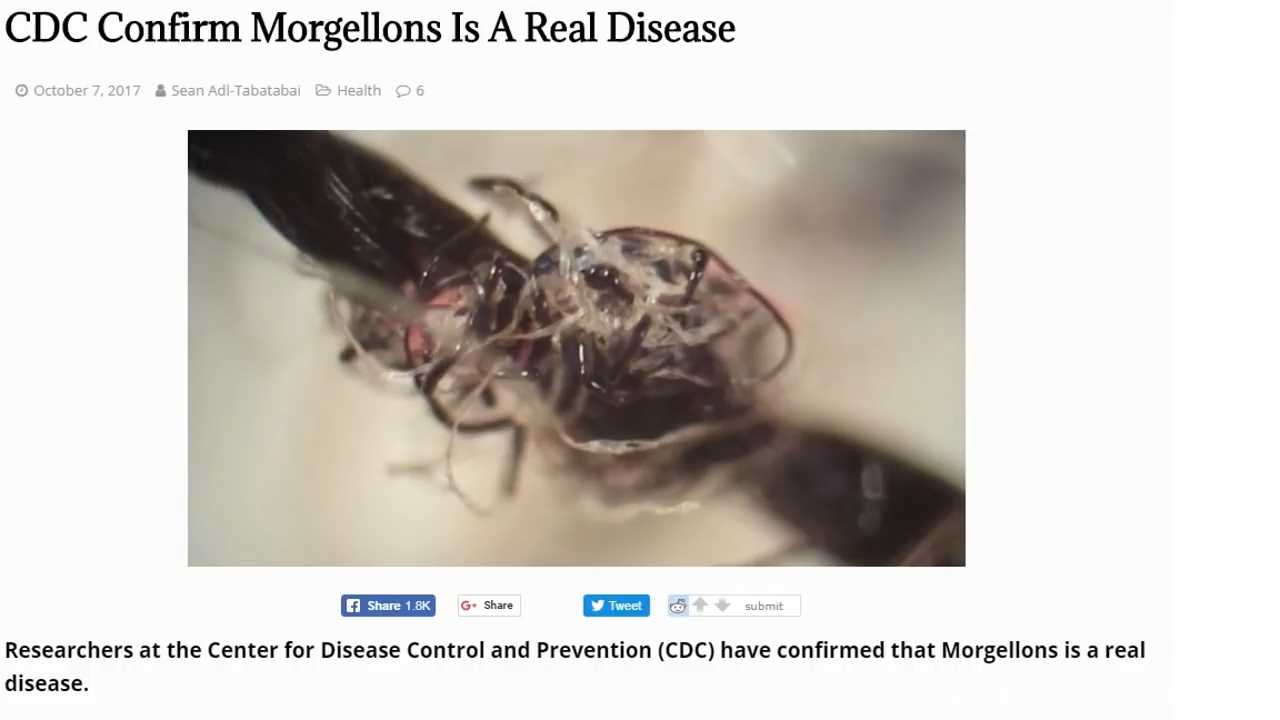 CDC Confirm Morgellons Is A Real Disease
October 7, 2017 Sean Adl-Tabatabai Health 6
Share 1.8K G+ Share Tweet submit
Researchers at the Center for Disease Control and Prevention (CDC) have confirmed that Morgellons is a real
disease.